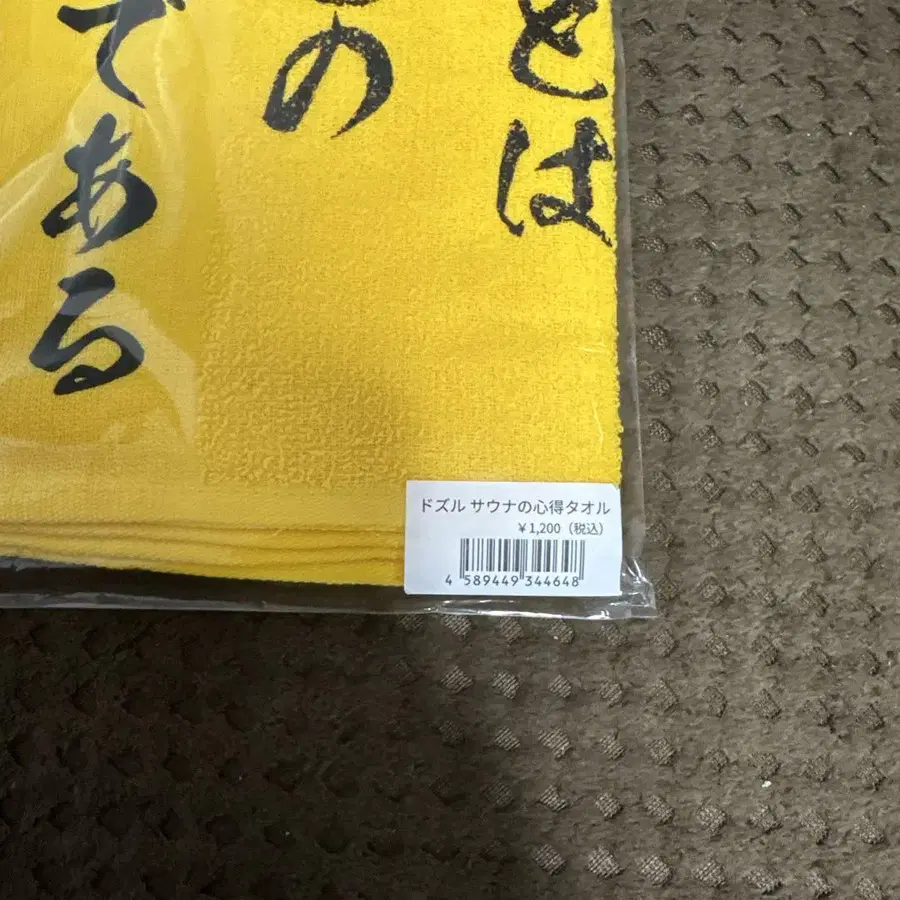 とは
の
である
ドズル サウナの心得タオル
¥1,200（税込）
4 589449 344648